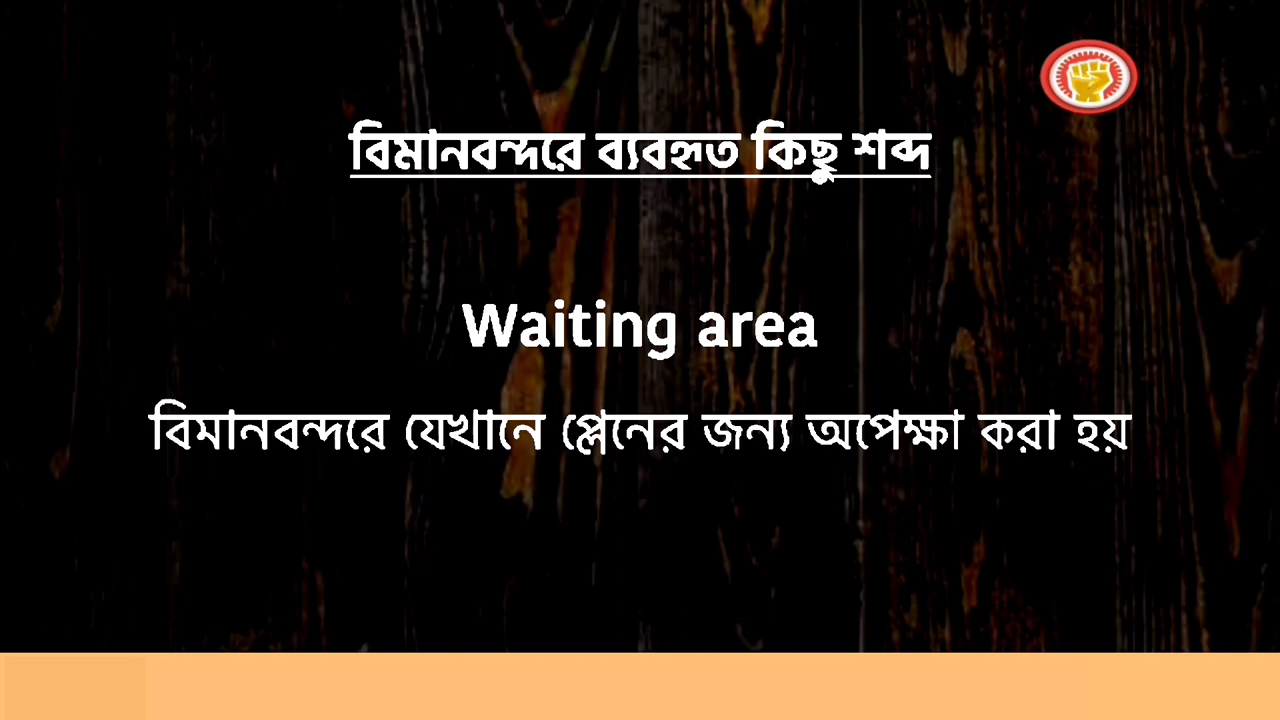 বিমানবন্দরে ব্যবহৃত কিছু শব্দ
Waiting area
বিমানবন্দরে যেখানে প্লেনের জন্য অপেক্ষা করা হয়